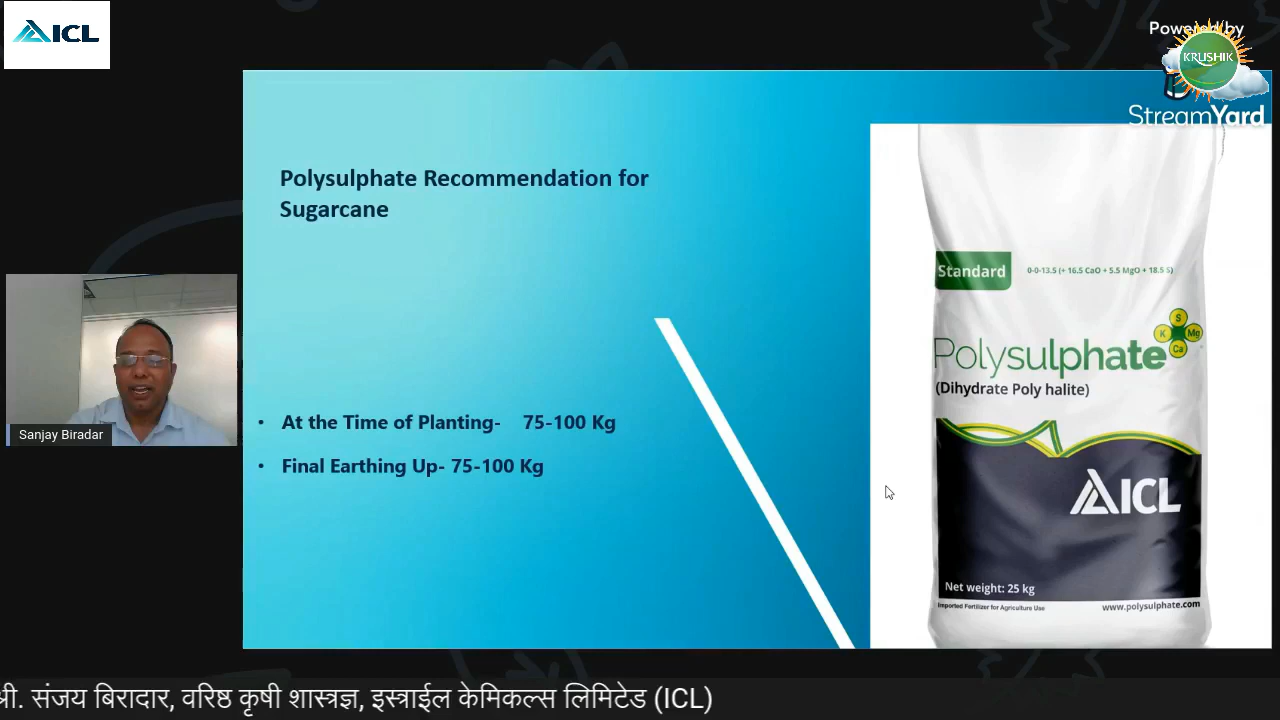 ICL
Powered by
KRUSHIK
StreamYard
Polysulphate Recommendation for
Sugarcane
• At the Time of Planting- 75-100 Kg
• Final Earthing Up- 75-100 Kg
Standard
0-0-13.5 (+ 16.5 CaO + 5.5 MgO + 18.5 S)
S
K
Mg
Ca
Polysulphate
(Dihydrate Poly halite)
ICL
Net weight: 25 kg
Imported Fertilizer for Agriculture Use
www.polysulphate.com
Sanjay Biradar
श्री. संजय बिरादार, वरिष्ठ कृषी शास्त्रज्ञ, इस्त्राईल केमिकल्स लिमिटेड (ICL)